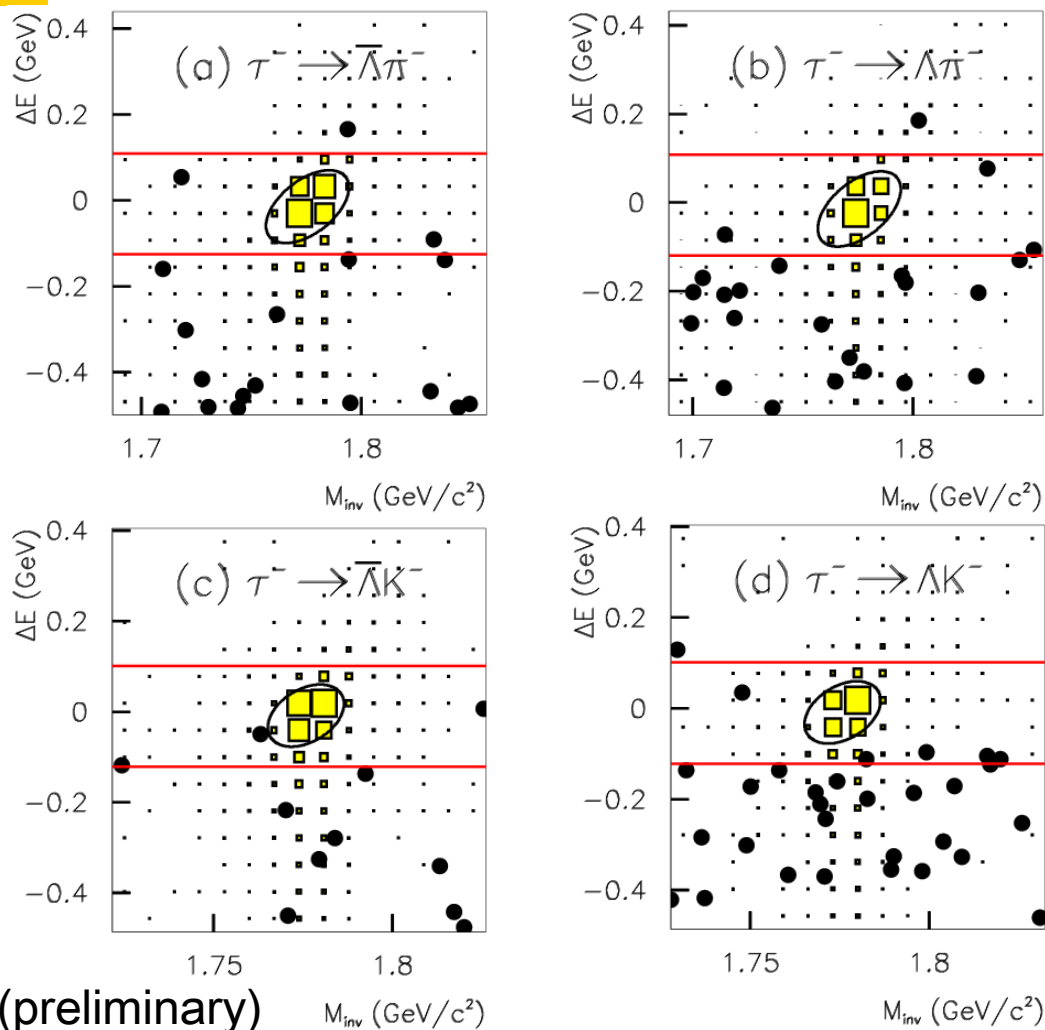 (a) τ⁻ → Λ̅π⁻
ΔE (GeV)
0.4
0.2
0
−0.2
−0.4
1.7
1.8
M_inv (GeV/c²)
(b) τ⁻ → Λπ⁻
ΔE (GeV)
0.4
0.2
0
−0.2
−0.4
1.7
1.8
M_inv (GeV/c²)
(c) τ⁻ → Λ̅K⁻
ΔE (GeV)
0.4
0.2
0
−0.2
−0.4
1.75
1.8
M_inv (GeV/c²)
(d) τ⁻ → ΛK⁻
ΔE (GeV)
0.4
0.2
0
−0.2
−0.4
1.75
1.8
M_inv (GeV/c²)
(preliminary)